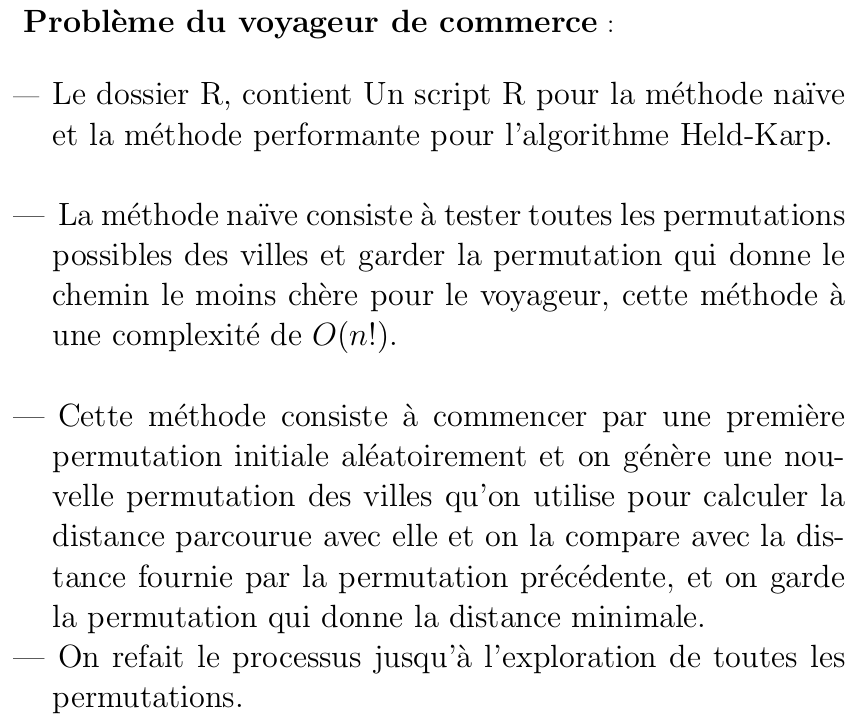 Problème du voyageur de commerce :
— Le dossier R, contient Un script R pour la méthode naïve
et la méthode performante pour l'algorithme Held-Karp.
— La méthode naïve consiste à tester toutes les permutations
possibles des villes et garder la permutation qui donne le
chemin le moins chère pour le voyageur, cette méthode à
une complexité de O(n!).
— Cette méthode consiste à commencer par une première
permutation initiale aléatoirement et on génère une nou-
velle permutation des villes qu'on utilise pour calculer la
distance parcourue avec elle et on la compare avec la dis-
tance fournie par la permutation précédente, et on garde
la permutation qui donne la distance minimale.
— On refait le processus jusqu'à l'exploration de toutes les
permutations.